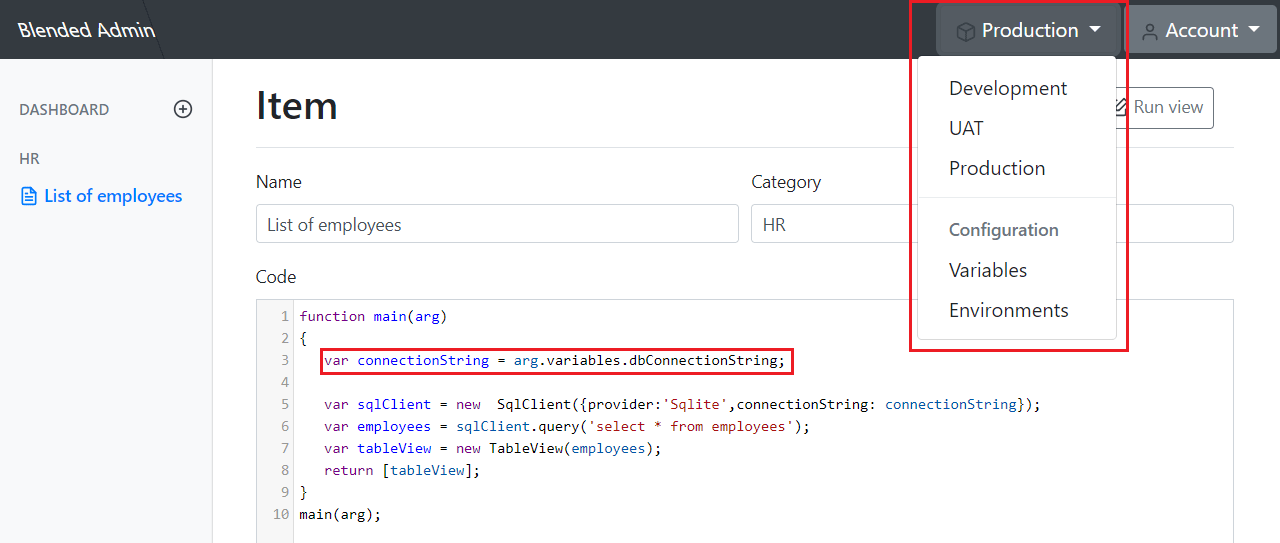 Blended Admin
Production
Account
Development
UAT
Production
Configuration
Variables
Environments
DASHBOARD
HR
List of employees
Item
Run view
Name
Category
List of employees
HR
Code
1 function main(arg)
2 {
3 var connectionString = arg.variables.dbConnectionString;
4
5 var sqlClient = new  SqlClient({provider:'Sqlite',connectionString: connectionString});
6 var employees = sqlClient.query('select * from employees');
7 var tableView = new TableView(employees);
8 return [tableView];
9 }
10 main(arg);